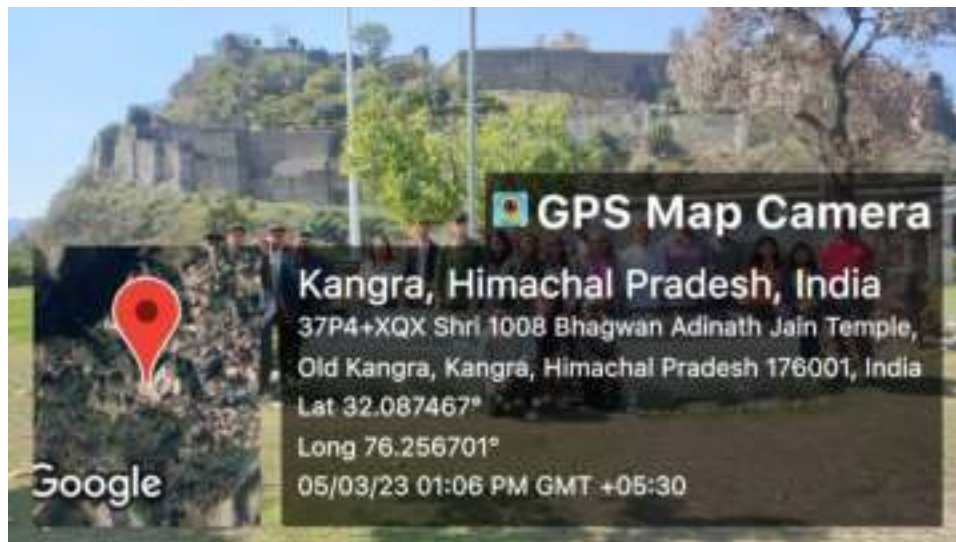 GPS Map Camera
Kangra, Himachal Pradesh, India
37P4+XQX Shri 1008 Bhagwan Adinath Jain Temple,
Old Kangra, Kangra, Himachal Pradesh 176001, India
Lat 32.087467°
Long 76.256701°
05/03/23 01:06 PM GMT +05:30
Google